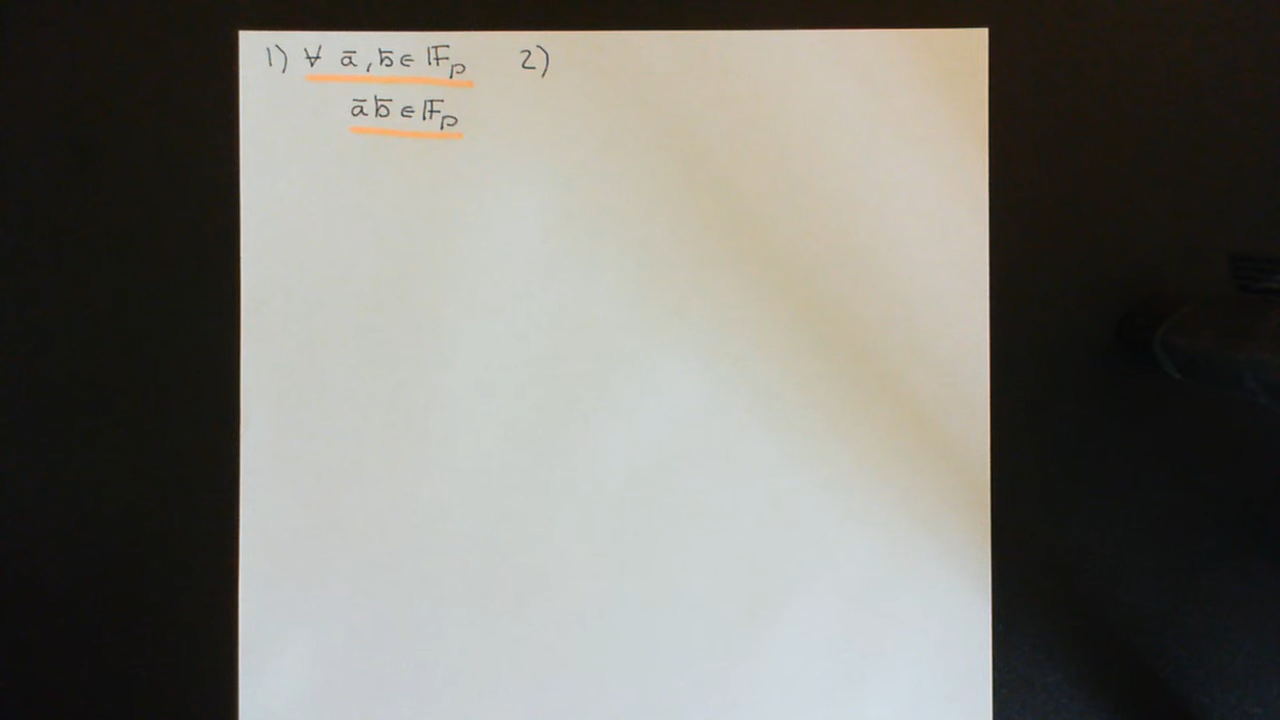 1) ∀ ā, b̄ ∈ 𝔽ₚ 2)
ā b̄ ∈ 𝔽ₚ